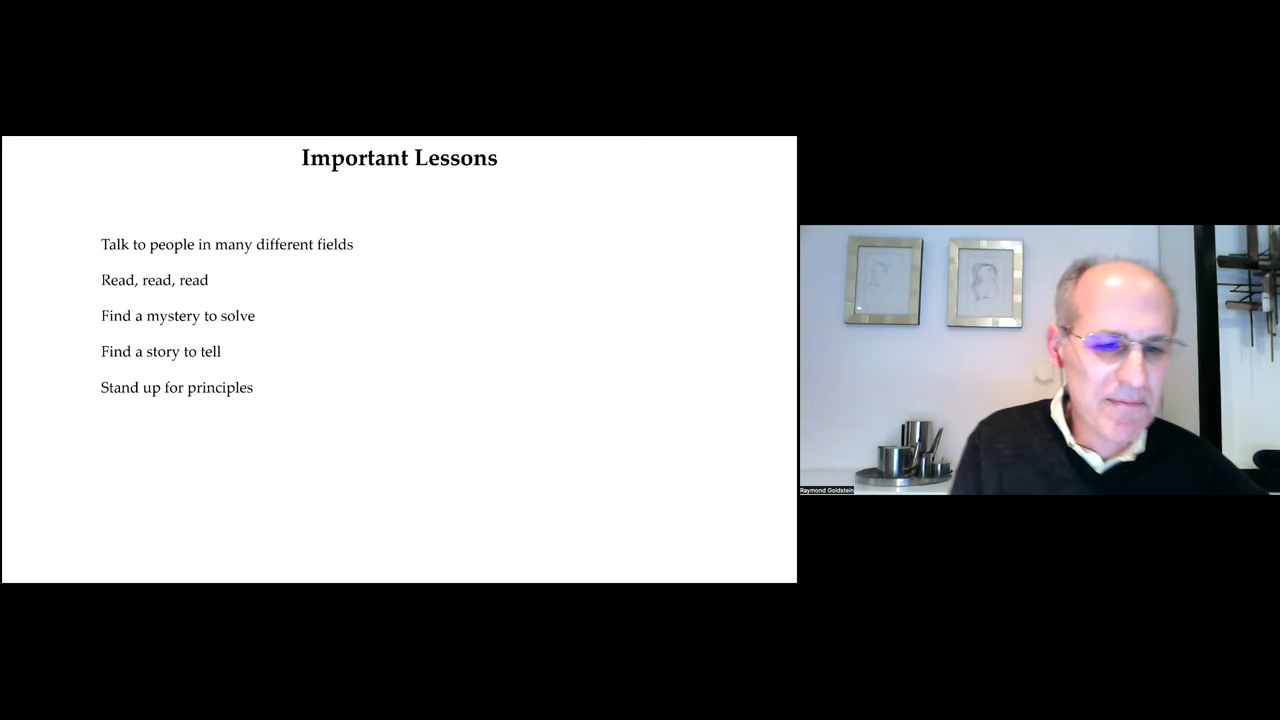 Important Lessons
Talk to people in many different fields
Read, read, read
Find a mystery to solve
Find a story to tell
Stand up for principles
Raymond Goldstein